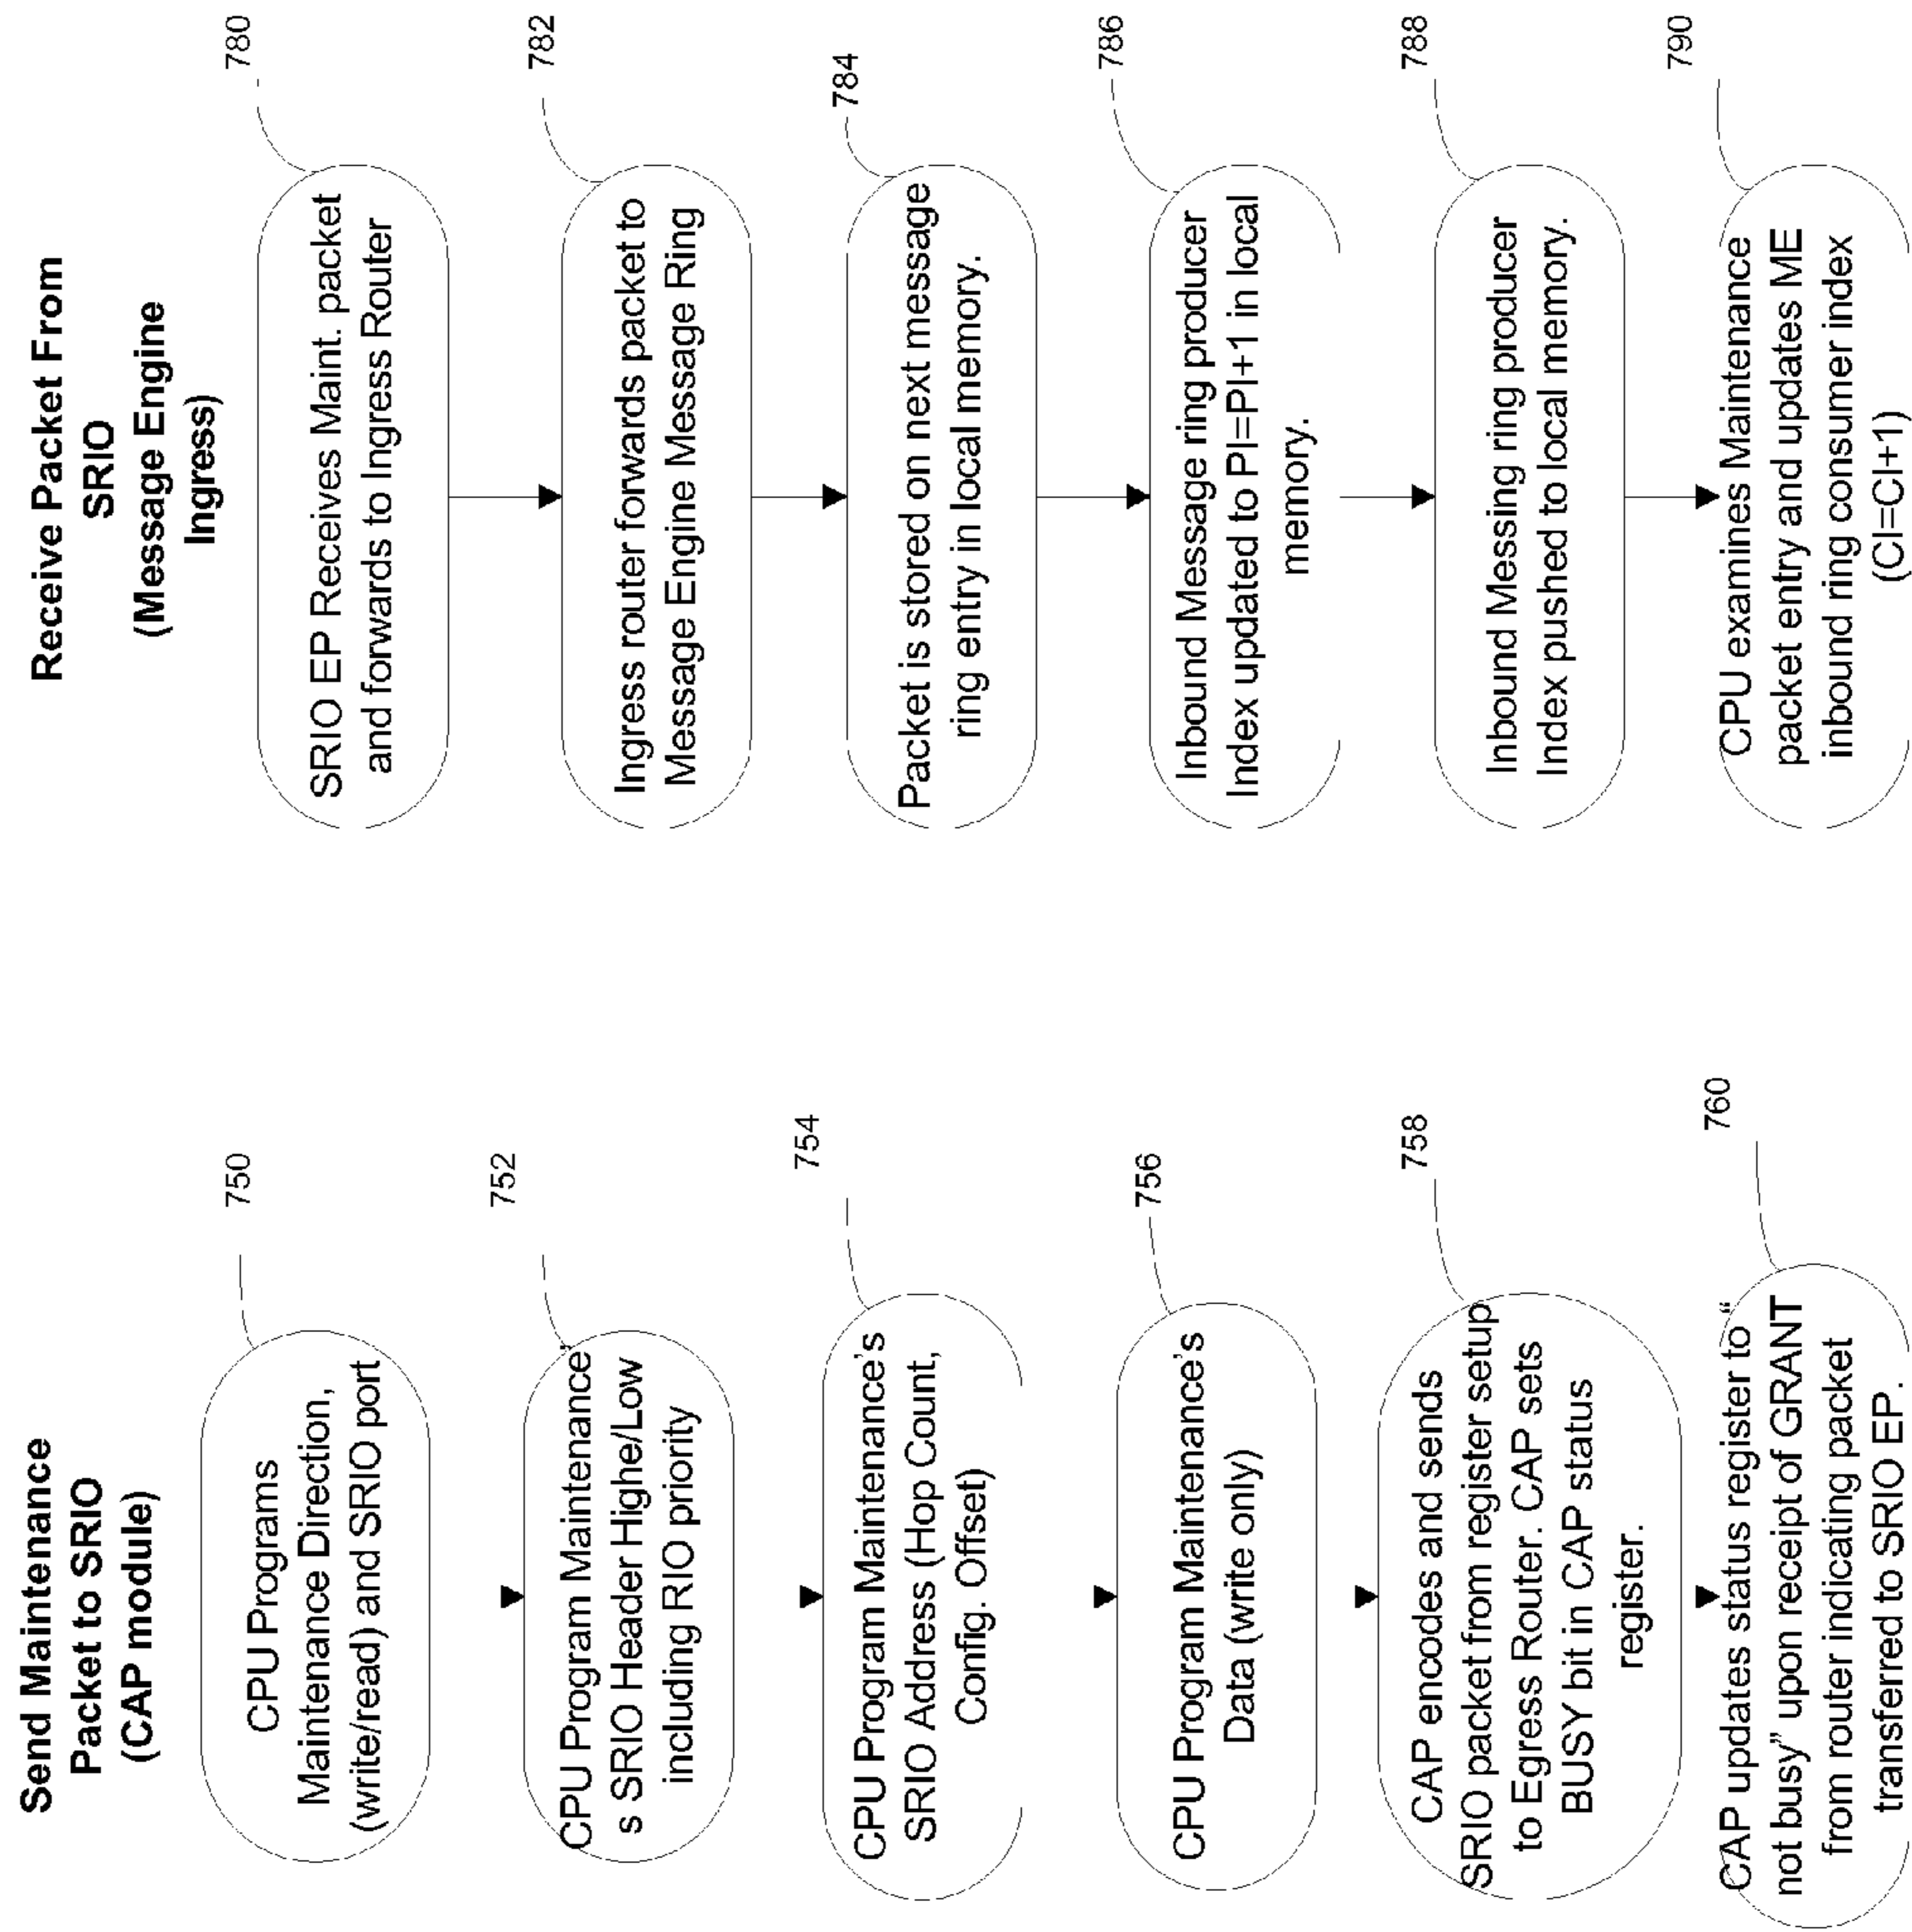 Send Maintenance
Packet to SRIO
(CAP module)
750
CPU Programs
Maintenance Direction,
(write/read) and SRIO port
752
CPU Program Maintenance'
s SRIO Header Highe/Low
including RIO priority
754
CPU Program Maintenance's
SRIO Address (Hop Count,
Config. Offset)
756
CPU Program Maintenance's
Data (write only)
758
CAP encodes and sends
SRIO packet from register setup
to Egress Router. CAP sets
BUSY bit in CAP status
register.
760
CAP updates status register to “
not busy” upon receipt of GRANT
from router indicating packet
transferred to SRIO EP.
Receive Packet From
SRIO
(Message Engine
Ingress)
780
SRIO EP Receives Maint. packet
and forwards to Ingress Router
782
Ingress router forwards packet to
Message Engine Message Ring
784
Packet is stored on next message
ring entry in local memory.
786
Inbound Message ring producer
Index updated to PI=PI+1 in local
memory.
788
Inbound Messing ring producer
Index pushed to local memory.
790
CPU examines Maintenance
packet entry and updates ME
inbound ring consumer index
(CI=CI+1)